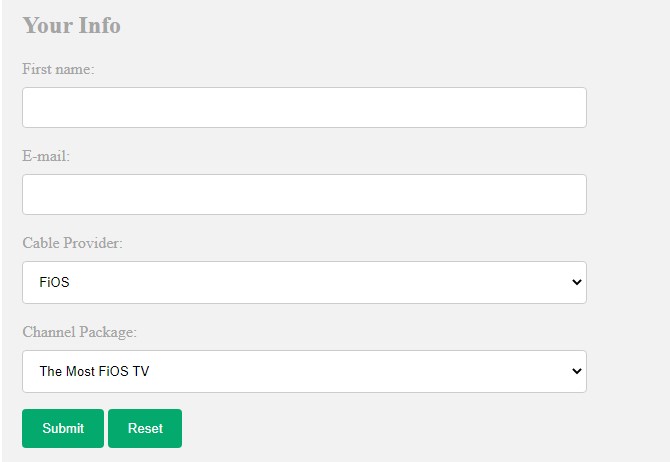 Your Info
First name:
E-mail:
Cable Provider:
FiOS
Channel Package:
The Most FiOS TV
Submit Reset